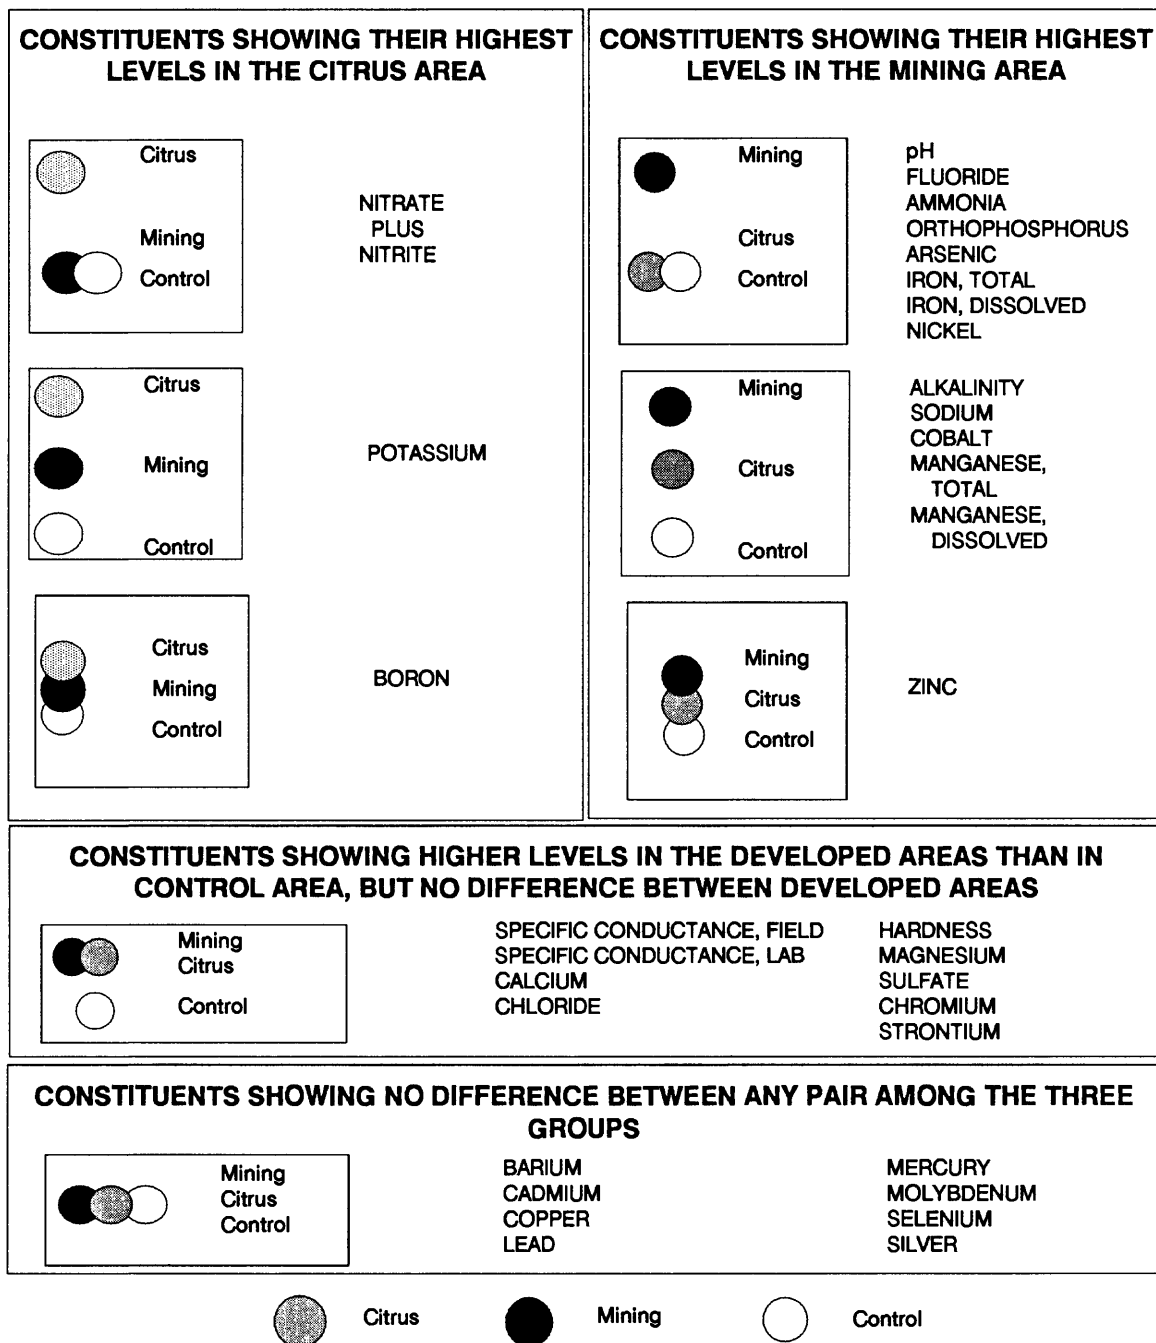 CONSTITUENTS SHOWING THEIR HIGHEST
LEVELS IN THE CITRUS AREA
Citrus
Mining
Control
NITRATE
PLUS
NITRITE
Citrus
Mining
Control
POTASSIUM
Citrus
Mining
Control
BORON
CONSTITUENTS SHOWING THEIR HIGHEST
LEVELS IN THE MINING AREA
Mining
Citrus
Control
pH
FLUORIDE
AMMONIA
ORTHOPHOSPHORUS
ARSENIC
IRON, TOTAL
IRON, DISSOLVED
NICKEL
Mining
Citrus
Control
ALKALINITY
SODIUM
COBALT
MANGANESE,
TOTAL
MANGANESE,
DISSOLVED
Mining
Citrus
Control
ZINC
CONSTITUENTS SHOWING HIGHER LEVELS IN THE DEVELOPED AREAS THAN IN
CONTROL AREA, BUT NO DIFFERENCE BETWEEN DEVELOPED AREAS
Mining
Citrus
Control
SPECIFIC CONDUCTANCE, FIELD
SPECIFIC CONDUCTANCE, LAB
CALCIUM
CHLORIDE
HARDNESS
MAGNESIUM
SULFATE
CHROMIUM
STRONTIUM
CONSTITUENTS SHOWING NO DIFFERENCE BETWEEN ANY PAIR AMONG THE THREE
GROUPS
Mining
Citrus
Control
BARIUM
CADMIUM
COPPER
LEAD
MERCURY
MOLYBDENUM
SELENIUM
SILVER
Citrus
Mining
Control